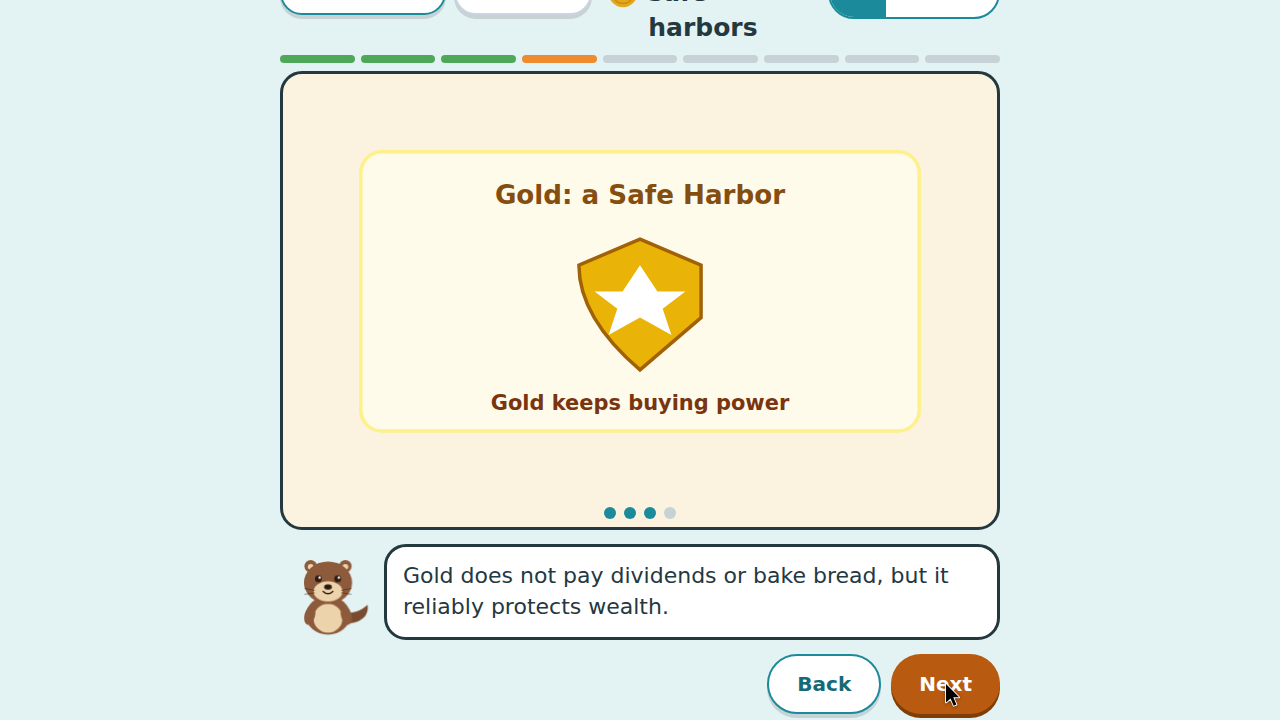 harbors
Gold: a Safe Harbor
Gold keeps buying power
Gold does not pay dividends or bake bread, but it
reliably protects wealth.
Back
Next